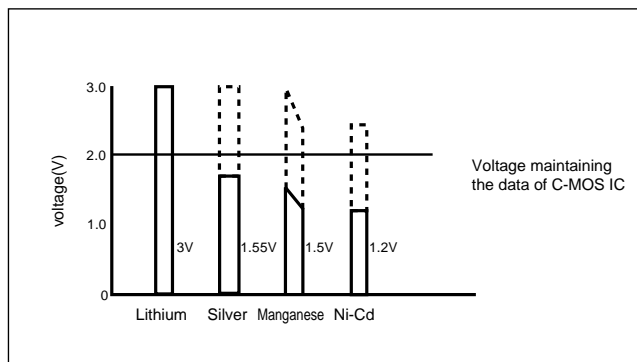 3.0
2.0
1.0
0
voltage(V)
3V
1.55V
1.5V
1.2V
Lithium
Silver
Manganese
Ni-Cd
Voltage maintaining
the data of C-MOS IC